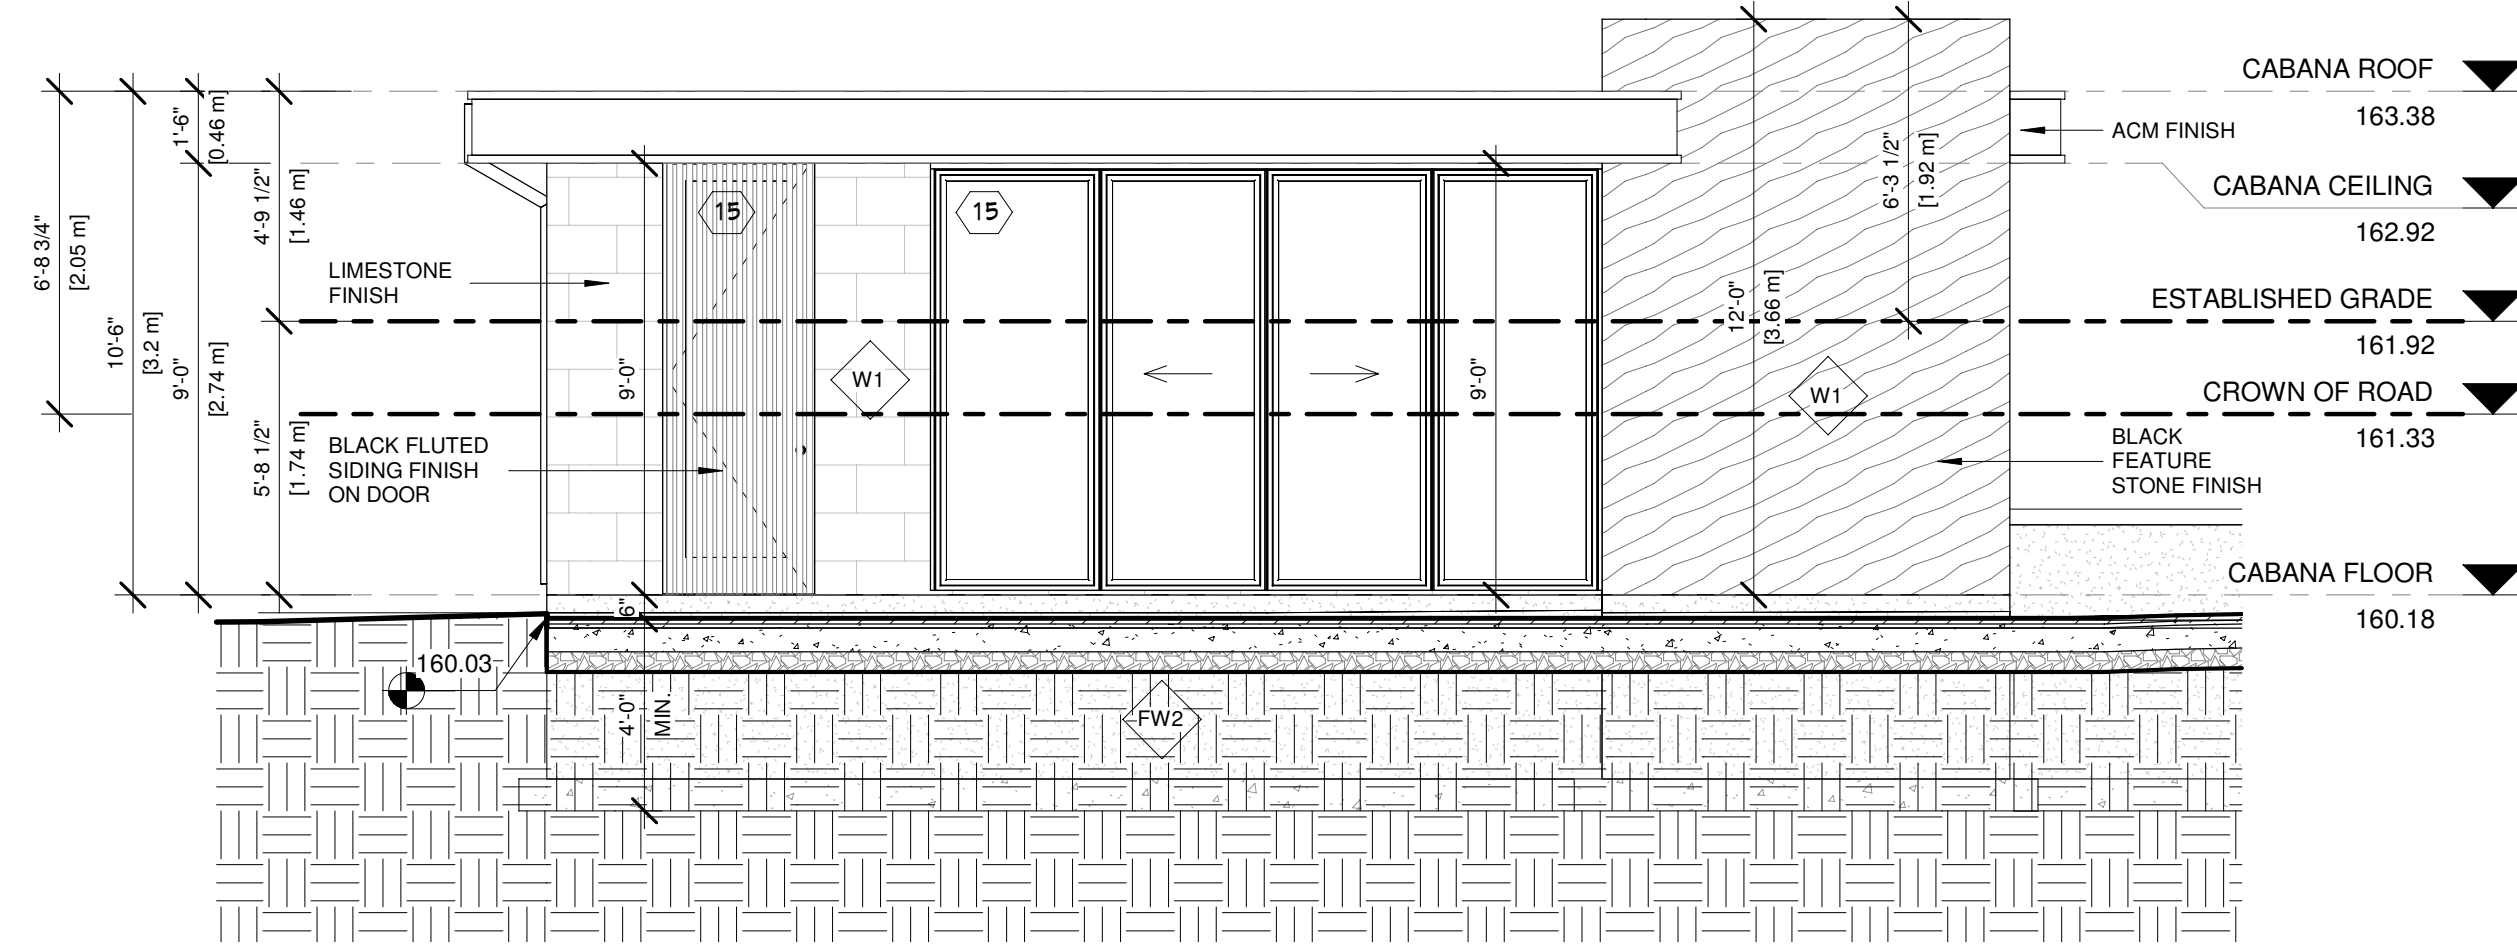 CABANA ROOF
163.38
ACM FINISH
CABANA CEILING
162.92
ESTABLISHED GRADE
161.92
CROWN OF ROAD
161.33
BLACK
FEATURE
STONE FINISH
CABANA FLOOR
160.18
6'-8 3/4"
[2.05 m]
10'-6"
[3.2 m]
1'-6"
[0.46 m]
9'-0"
[2.74 m]
4'-9 1/2"
[1.46 m]
5'-8 1/2"
[1.74 m]
LIMESTONE
FINISH
BLACK FLUTED
SIDING FINISH
ON DOOR
15
15
9'-0"
W1
9'-0"
12'-0"
[3.66 m]
6'-3 1/2"
[1.92 m]
W1
6"
160.03
4'-0"
MIN.
FW2